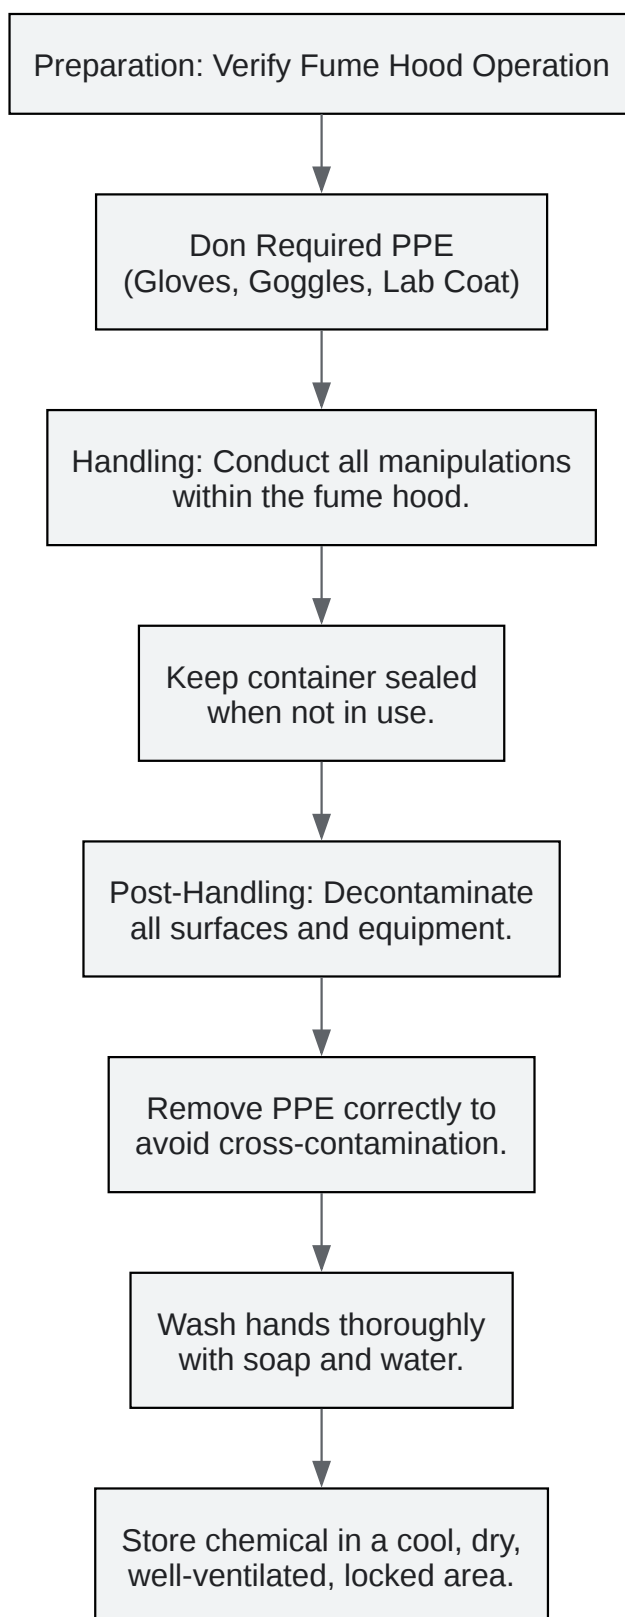 Preparation: Verify Fume Hood Operation
Don Required PPE
(Gloves, Goggles, Lab Coat)
Handling: Conduct all manipulations
within the fume hood.
Keep container sealed
when not in use.
Post-Handling: Decontaminate
all surfaces and equipment.
Remove PPE correctly to
avoid cross-contamination.
Wash hands thoroughly
with soap and water.
Store chemical in a cool, dry,
well-ventilated, locked area.